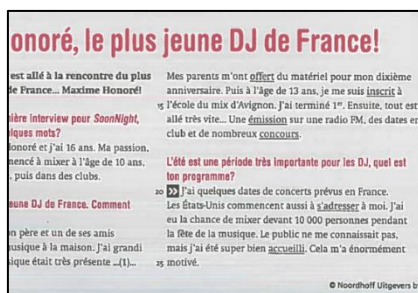 onoré, le plus jeune DJ de France!
est allé à la rencontre du plus
de France... Maxime Honoré!
ière interview pour SoonNight,
elques mots?
onoré et j'ai 16 ans. Ma passion,
mencé à mixer à l'âge de 10 ans,
, puis dans des clubs.
eune DJ de France. Comment
n père et un de ses amis
usique à la maison. J'ai grandi
sique était très présente ...(1)...
Mes parents m'ont offert du matériel pour mon dixième
anniversaire. Puis à l'âge de 13 ans, je me suis inscrit à
15 l'école du mix d'Avignon. J'ai terminé 1er. Ensuite, tout est
allé très vite... Une émission sur une radio FM, des dates en
club et de nombreux concours.
L'été est une période très importante pour les DJ, quel est
ton programme?
20 J'ai quelques dates de concerts prévus en France.
Les États-Unis commencent aussi à s'adresser à moi. J'ai
eu la chance de mixer devant 10 000 personnes pendant
la fête de la musique. Le public ne me connaissait pas,
mais j'ai été super bien accueilli. Cela m'a énormément
25 motivé.
© Noordhoff Uitgevers b